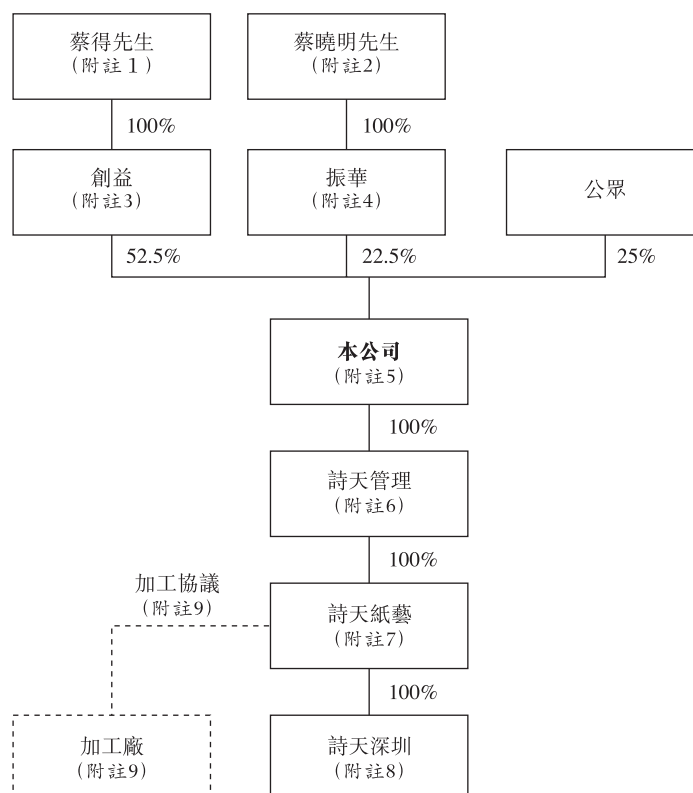 蔡得先生
(附註1)
蔡曉明先生
(附註2)
100%
100%
創益
(附註3)
振華
(附註4)
公眾
52.5%
22.5%
25%
本公司
(附註5)
100%
詩天管理
(附註6)
100%
加工協議
(附註9)
詩天紙藝
(附註7)
100%
加工廠
(附註9)
詩天深圳
(附註8)